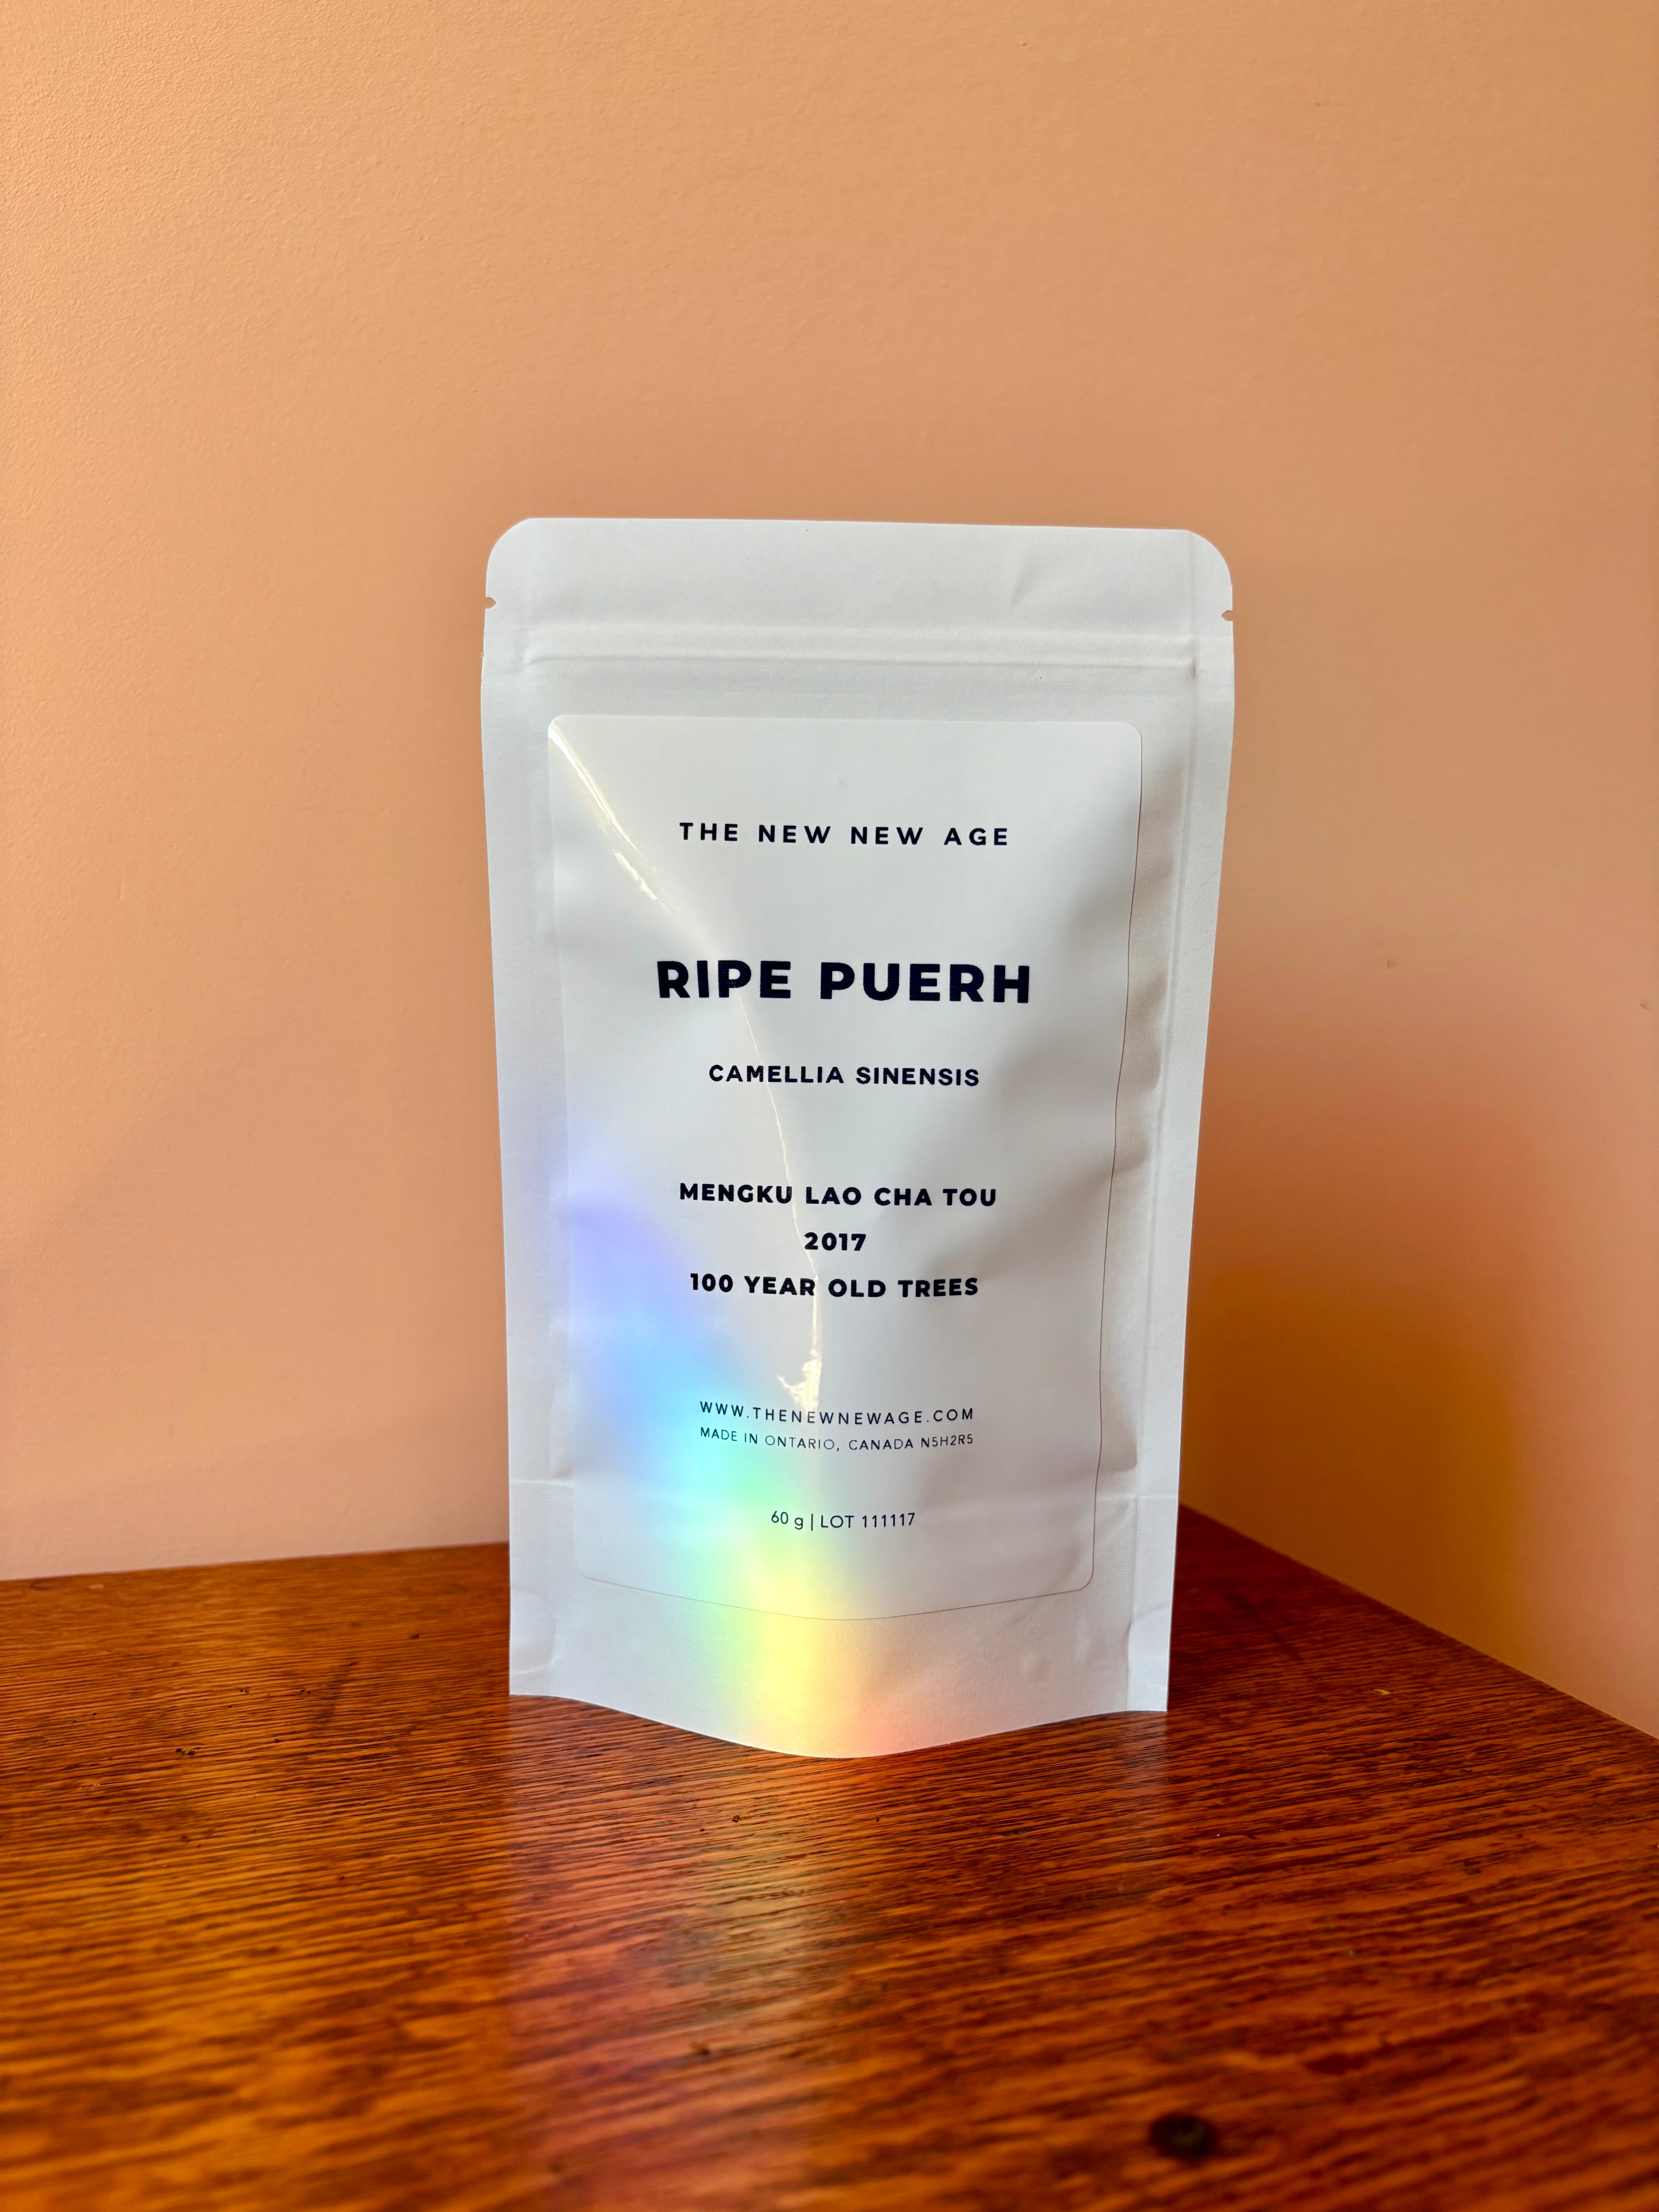 THE NEW NEW AGE
RIPE PUERH
CAMELLIA SINENSIS
MENGKU LAO CHA TOU
2017
100 YEAR OLD TREES
WWW.THENEWNEWAGE.COM
MADE IN ONTARIO, CANADA N5H2R5
60 g | LOT 111117